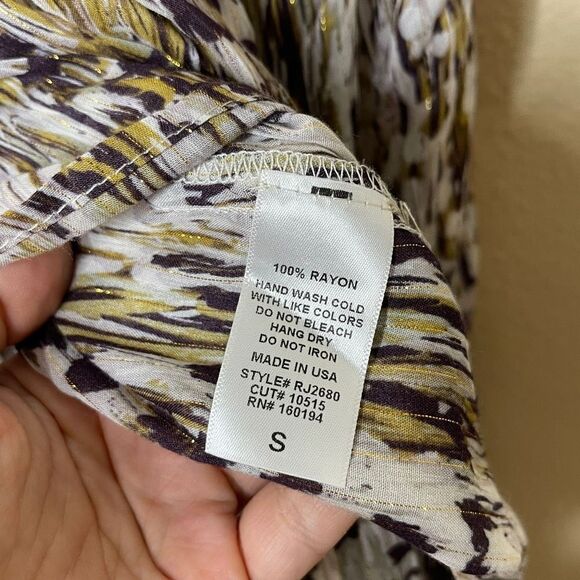 100% RAYON
HAND WASH COLD
WITH LIKE COLORS
DO NOT BLEACH
HANG DRY
DO NOT IRON
MADE IN USA
STYLE# RJ2680
CUT# 10515
RN# 160194
S